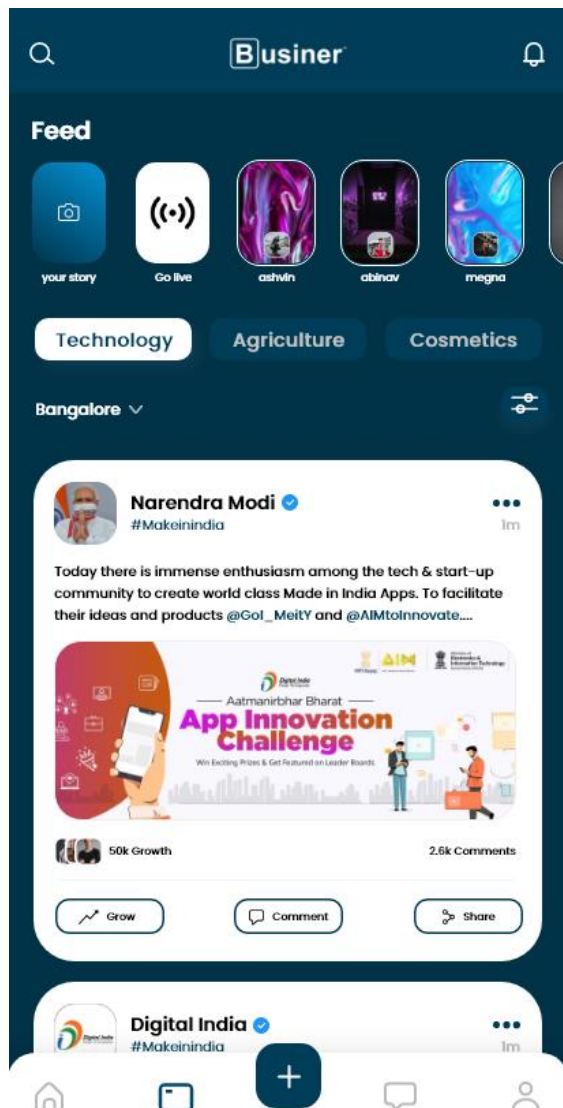 Businer
Feed
your story
Go live
ashvin
abinav
megna
Technology
Agriculture
Cosmetics
Bangalore
Narendra Modi
#Makeinindia
1m
Today there is immense enthusiasm among the tech & start-up
community to create world class Made in India Apps. To facilitate
their ideas and products @GoI_MeitY and @AIMtoInnovate....
Digital India
AIM
Electronics &
Information Technology
Aatmanirbhar Bharat
App Innovation
Challenge
Win Exciting Prizes & Get Featured on Leader Boards
50k Growth
2.6k Comments
Grow
Comment
Share
Digital India
#Makeinindia
1m